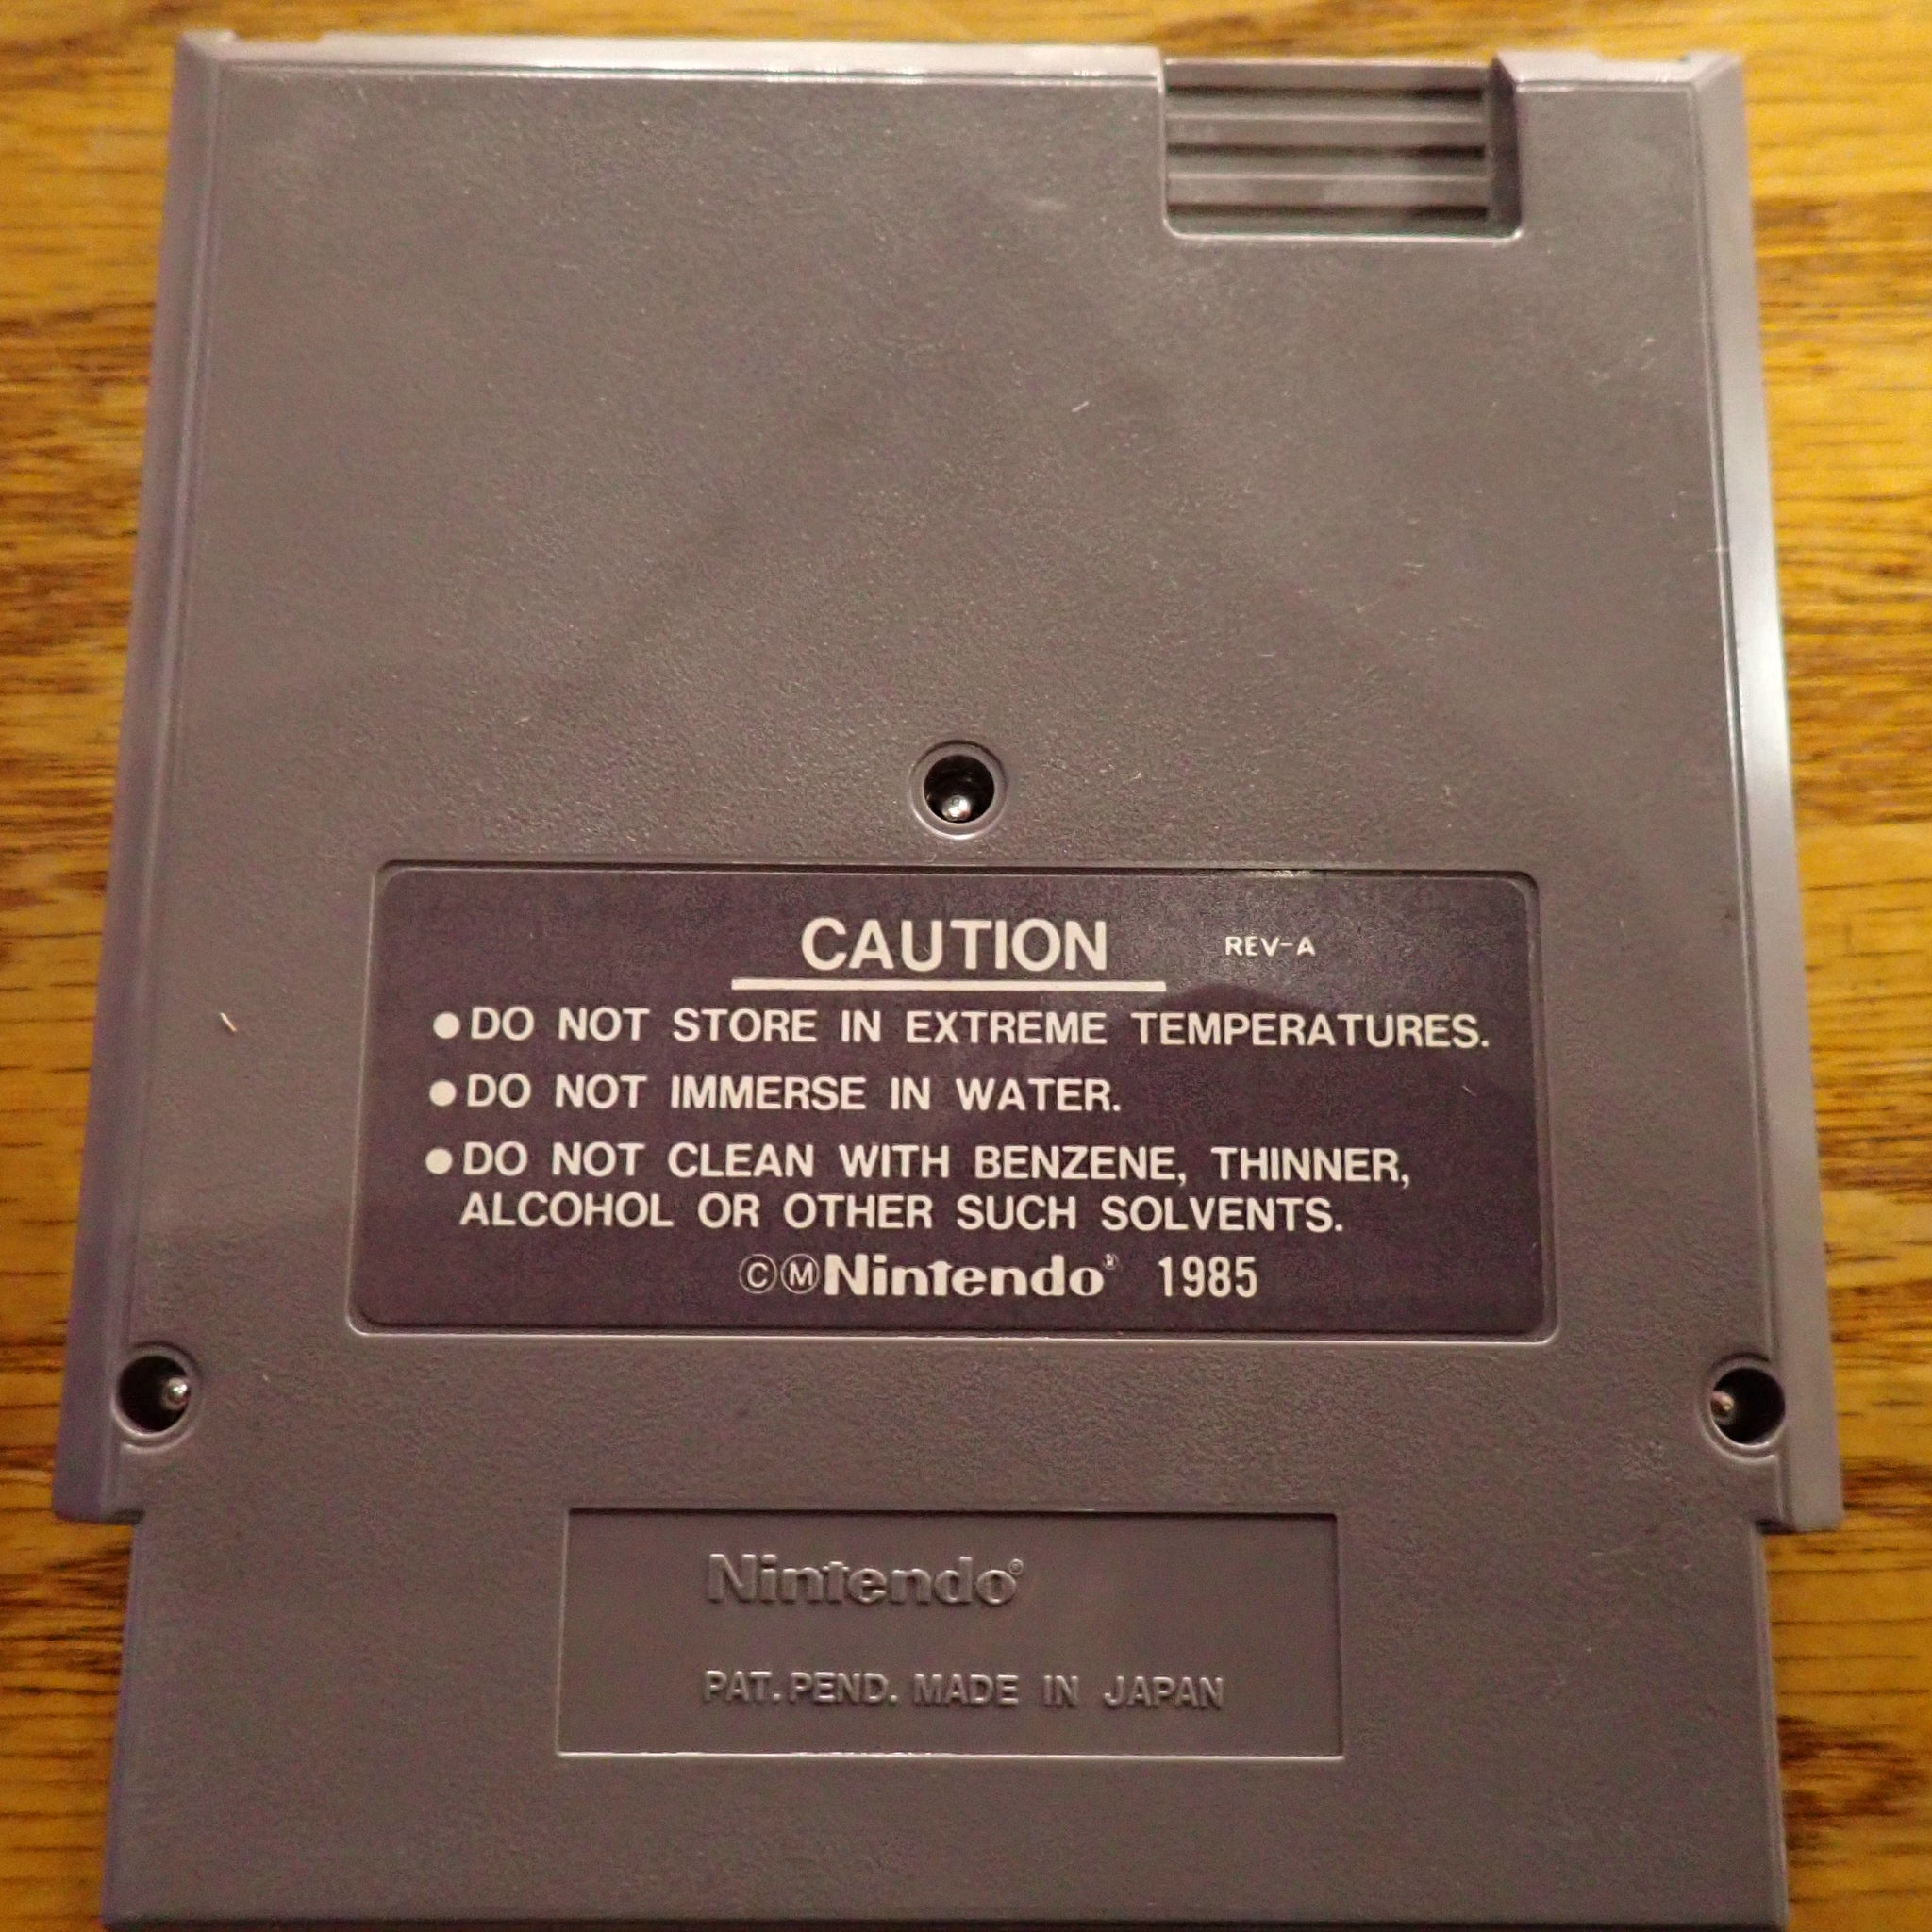 CAUTION REV-A
●DO NOT STORE IN EXTREME TEMPERATURES.
●DO NOT IMMERSE IN WATER.
●DO NOT CLEAN WITH BENZENE, THINNER,
ALCOHOL OR OTHER SUCH SOLVENTS.
ⒸⓂNintendo® 1985
Nintendo®
PAT. PEND. MADE IN JAPAN